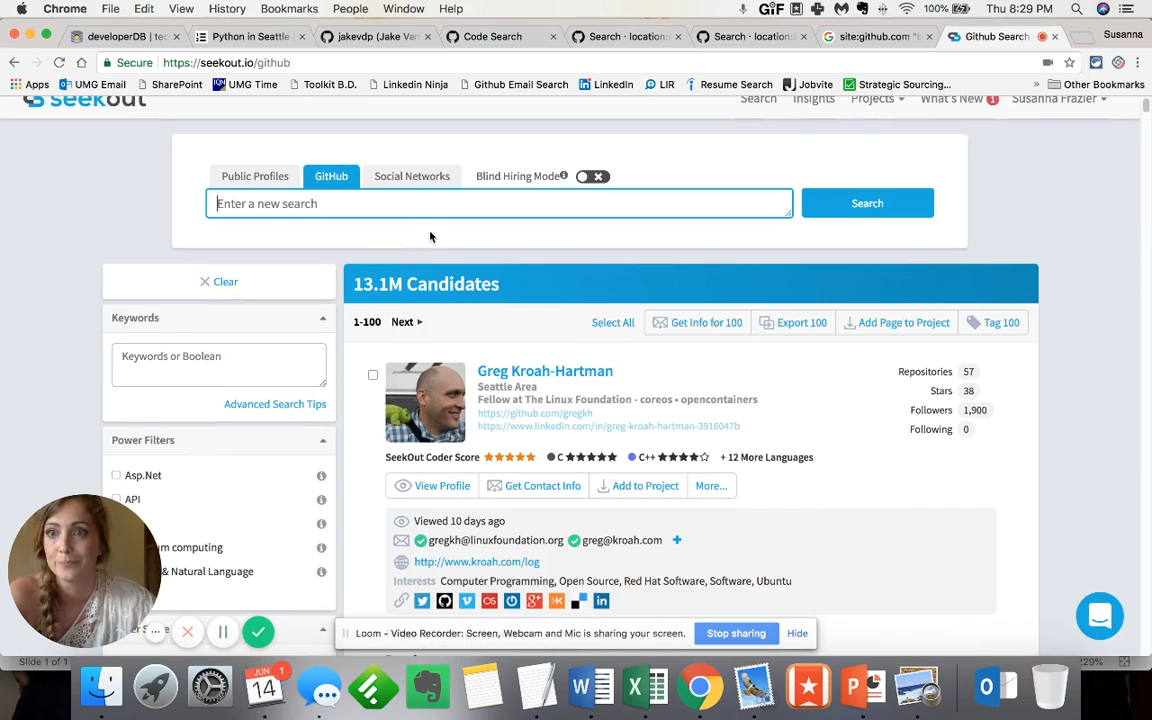 Chrome File Edit View History Bookmarks People Window Help GIF 100% Thu 8:29 PM
developerDB | tec Python in Seattle jakevdp (Jake Van Code Search Search · location: Search · location: site:github.com "b Github Search Susanna
Secure https://seekout.io/github
Apps UMG Email SharePoint UMG Time Toolkit B.D. Linkedin Ninja Github Email Search LinkedIn LIR Resume Search Jobvite Strategic Sourcing... » Other Bookmarks
seekout Search Insights Projects What's New 1 Susanna Frazier
Public Profiles GitHub Social Networks Blind Hiring Mode
Enter a new search Search
Clear
13.1M Candidates
Keywords
1-100 Next Select All Get Info for 100 Export 100 Add Page to Project Tag 100
Keywords or Boolean
Advanced Search Tips
Greg Kroah-Hartman
Seattle Area
Fellow at The Linux Foundation - coreos • opencontainers
https://github.com/gregkh
https://www.linkedin.com/in/greg-kroah-hartman-3916047b
Repositories 57
Stars 38
Followers 1,900
Following 0
Power Filters
SeekOut Coder Score C C++ + 12 More Languages
Asp.Net
View Profile Get Contact Info Add to Project More...
API
Viewed 10 days ago
gregkh@linuxfoundation.org greg@kroah.com +
um computing
http://www.kroah.com/log
& Natural Language
Interests Computer Programming, Open Source, Red Hat Software, Software, Ubuntu
Loom – Video Recorder: Screen, Webcam and Mic is sharing your screen. Stop sharing Hide
Slide 1 of 1 229%
JUN 14 1